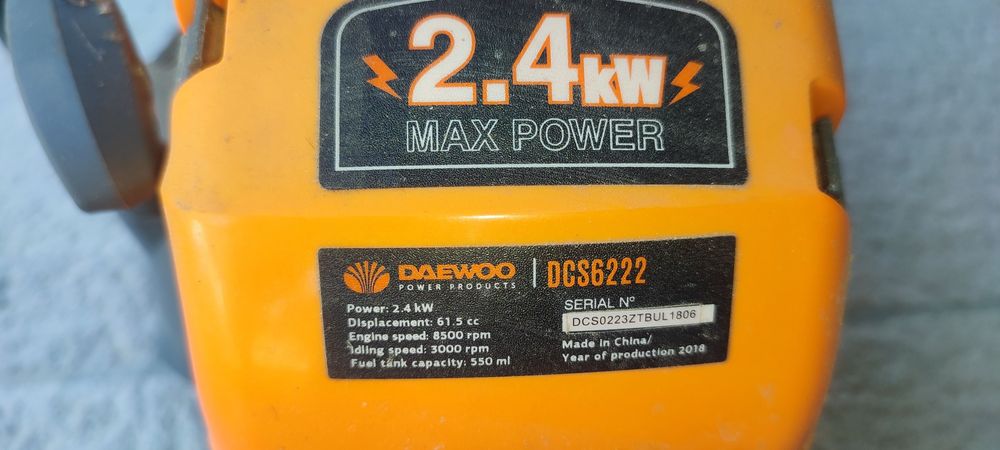 2.4kW
MAX POWER
DAEWOO
POWER PRODUCTS
DCS6222
Power: 2.4 kW
Displacement: 61.5 cc
Engine speed: 8500 rpm
Idling speed: 3000 rpm
Fuel tank capacity: 550 ml
SERIAL Nº
DCS0223ZTBUL1806
Made in China/
Year of production 2018